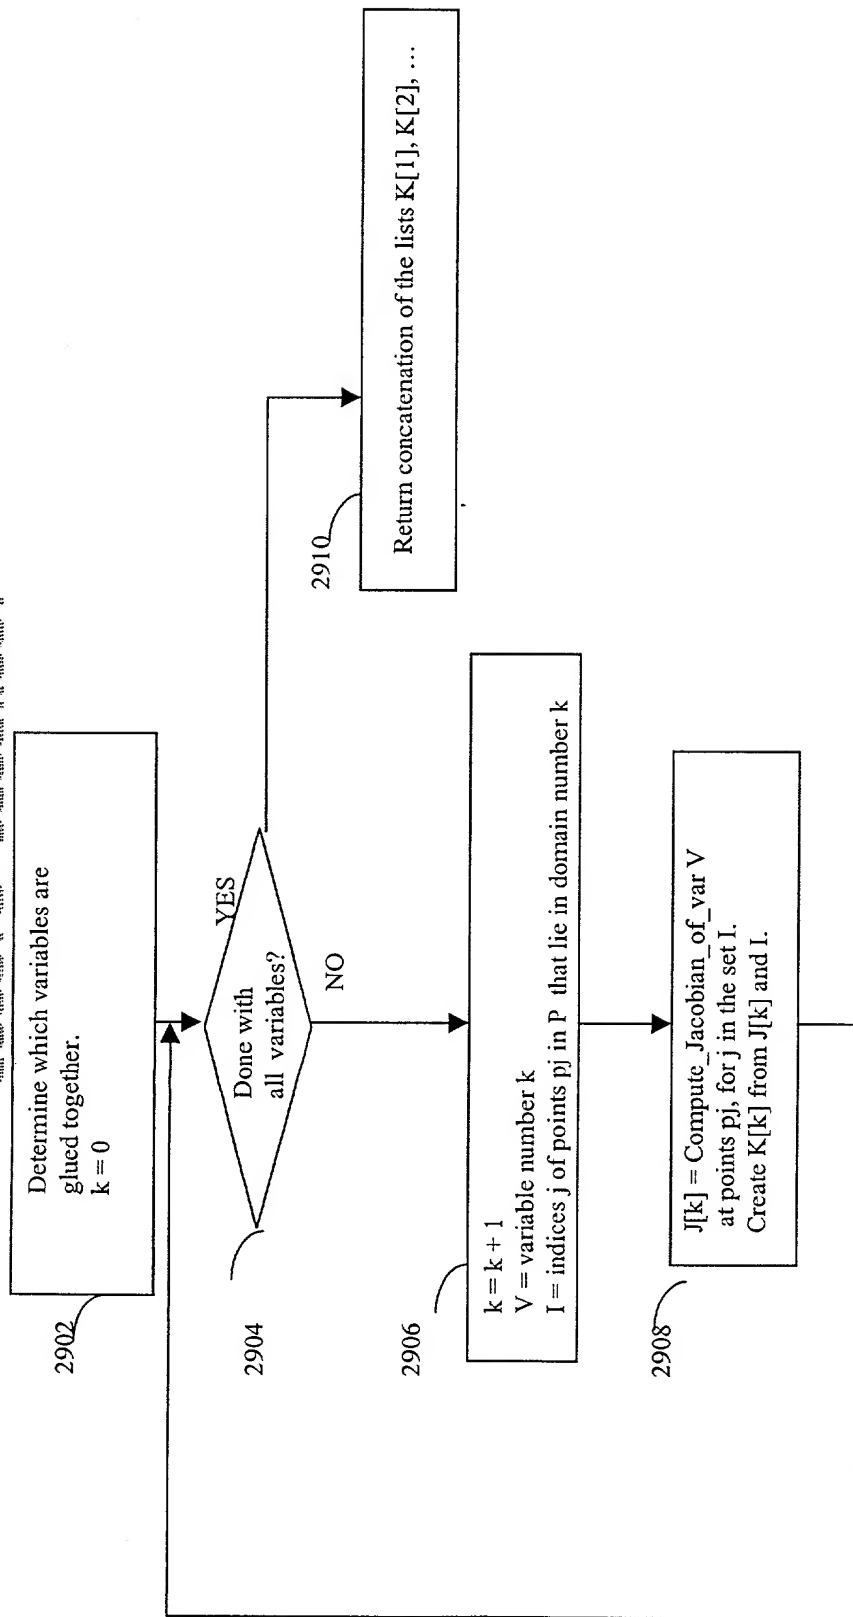 2902
Determine which variables are
glued together.
k = 0
2904
Done with
all variables?
YES
NO
2910
Return concatenation of the lists K[1], K[2], ...
2906
k = k + 1
V = variable number k
I = indices j of points pj in P that lie in domain number k
2908
J[k] = Compute_Jacobian_of_var V
at points pj, for j in the set I.
Create K[k] from J[k] and I.